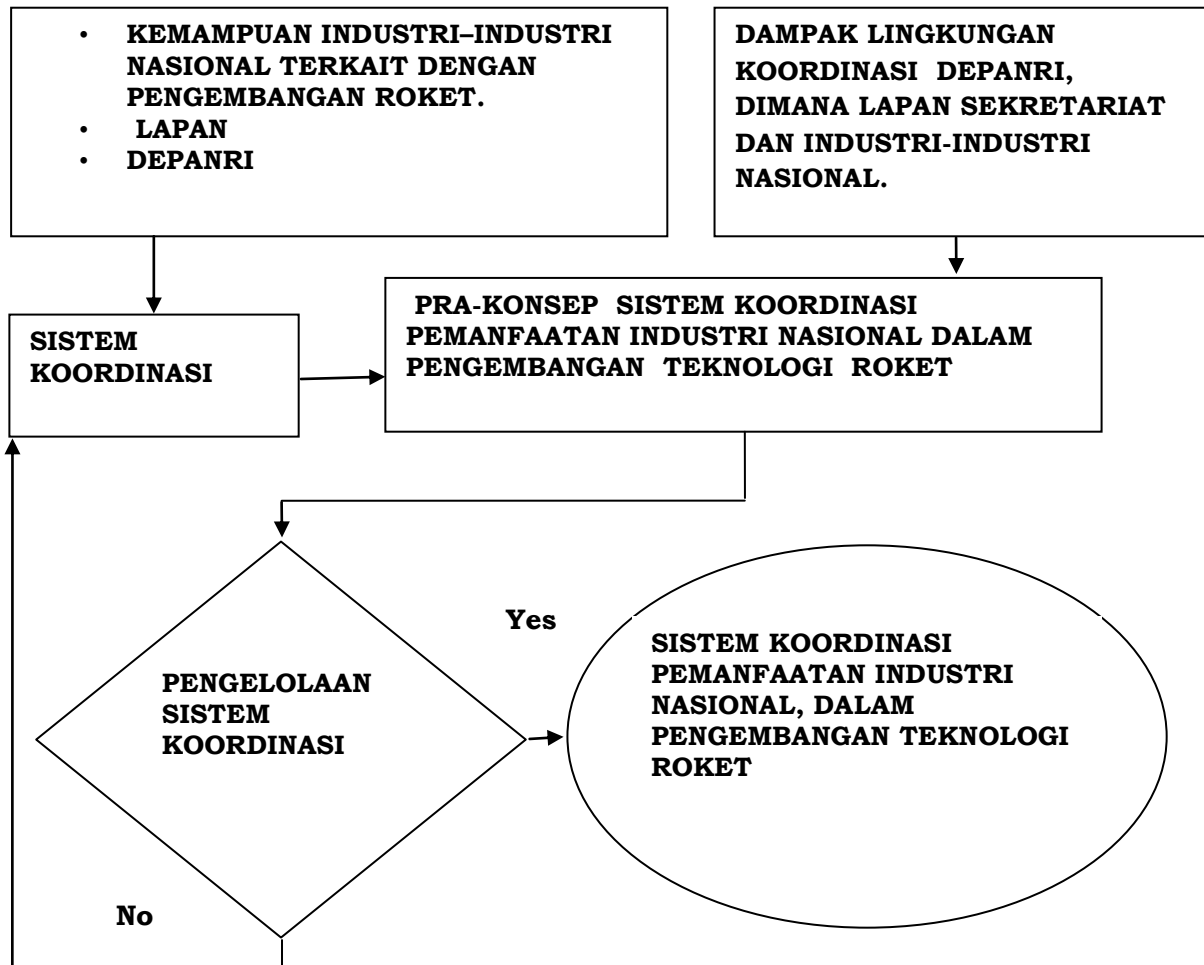 • KEMAMPUAN INDUSTRI–INDUSTRI
NASIONAL TERKAIT DENGAN
PENGEMBANGAN ROKET.
• LAPAN
• DEPANRI
DAMPAK LINGKUNGAN
KOORDINASI DEPANRI,
DIMANA LAPAN SEKRETARIAT
DAN INDUSTRI-INDUSTRI
NASIONAL.
SISTEM
KOORDINASI
PRA-KONSEP SISTEM KOORDINASI
PEMANFAATAN INDUSTRI NASIONAL DALAM
PENGEMBANGAN TEKNOLOGI ROKET
PENGELOLAAN
SISTEM
KOORDINASI
Yes
SISTEM KOORDINASI
PEMANFAATAN INDUSTRI
NASIONAL, DALAM
PENGEMBANGAN TEKNOLOGI
ROKET
No